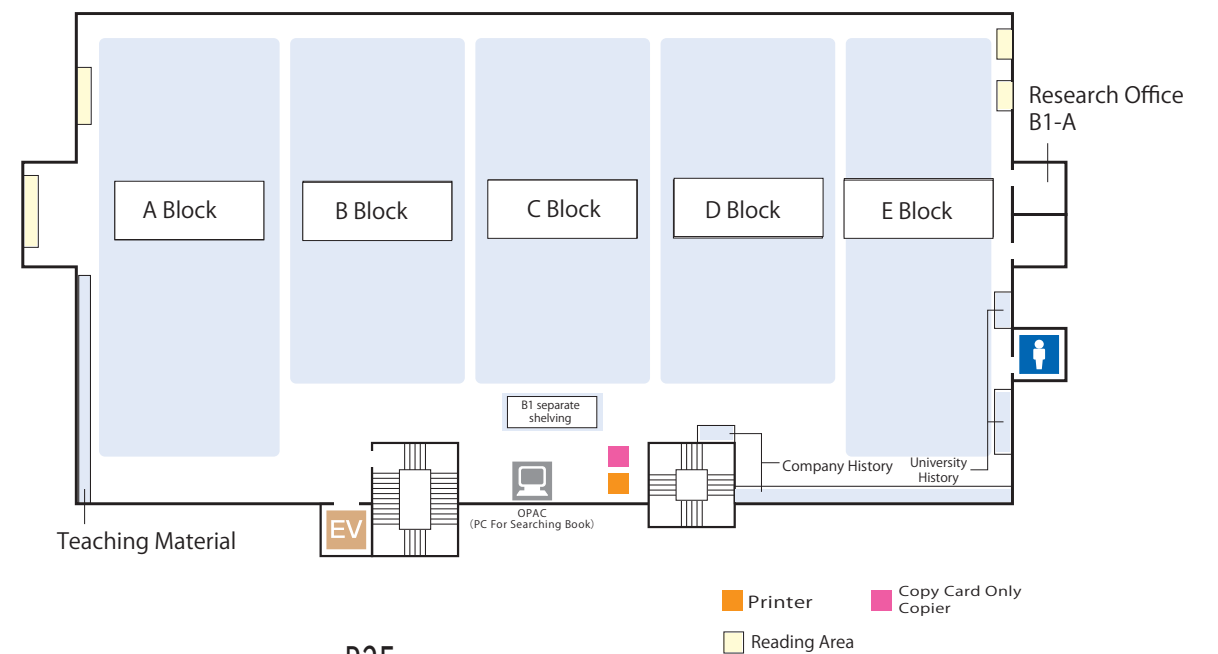 Research Office
B1-A
A Block
B Block
C Block
D Block
E Block
B1 separate
shelving
Company History
University
History
OPAC
(PC For Searching Book)
EV
Teaching Material
Printer
Copy Card Only
Copier
Reading Area